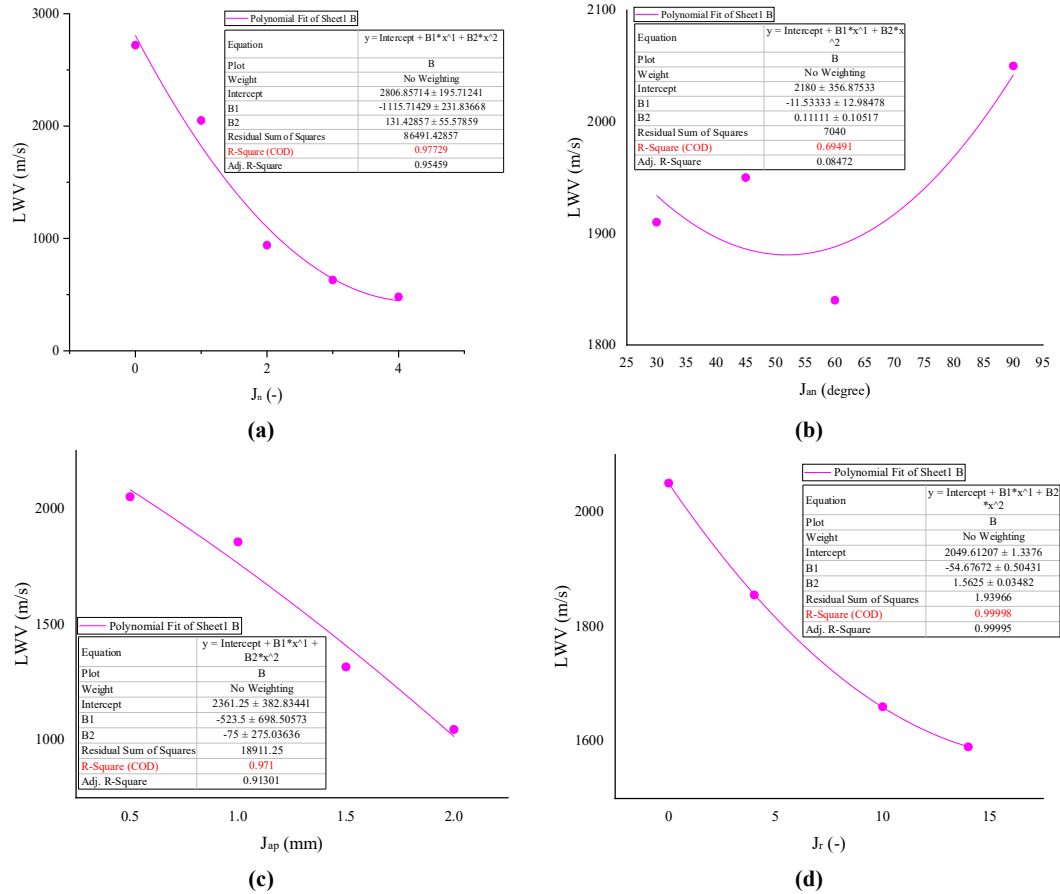 3000
2000
1000
0
LWV (m/s)
0
2
4
Jn (-)
Polynomial Fit of Sheet1 B
Equation
y = Intercept + B1*x^1 + B2*x^2
Plot
B
Weight
No Weighting
Intercept
2806.85714 ± 195.71241
B1
-1115.71429 ± 231.83668
B2
131.42857 ± 55.57859
Residual Sum of Squares
86491.42857
R-Square (COD)
0.97729
Adj. R-Square
0.95459
(a)
2100
2000
1900
1800
LWV (m/s)
25 30 35 40 45 50 55 60 65 70 75 80 85 90 95
Jan (degree)
Polynomial Fit of Sheet1 B
Equation
y = Intercept + B1*x^1 + B2*x
^2
Plot
B
Weight
No Weighting
Intercept
2180 ± 356.87533
B1
-11.53333 ± 12.98478
B2
0.11111 ± 0.10517
Residual Sum of Squares
7040
R-Square (COD)
0.69491
Adj. R-Square
0.08472
(b)
2000
1500
1000
LWV (m/s)
0.5
1.0
1.5
2.0
Jap (mm)
Polynomial Fit of Sheet1 B
Equation
y = Intercept + B1*x^1 +
B2*x^2
Plot
B
Weight
No Weighting
Intercept
2361.25 ± 382.83441
B1
-523.5 ± 698.50573
B2
-75 ± 275.03636
Residual Sum of Squares
18911.25
R-Square (COD)
0.971
Adj. R-Square
0.91301
(c)
2000
1800
1600
LWV (m/s)
0
5
10
15
Jr (-)
Polynomial Fit of Sheet1 B
Equation
y = Intercept + B1*x^1 + B2
*x^2
Plot
B
Weight
No Weighting
Intercept
2049.61207 ± 1.3376
B1
-54.67672 ± 0.50431
B2
1.5625 ± 0.03482
Residual Sum of Squares
1.93966
R-Square (COD)
0.99998
Adj. R-Square
0.99995
(d)